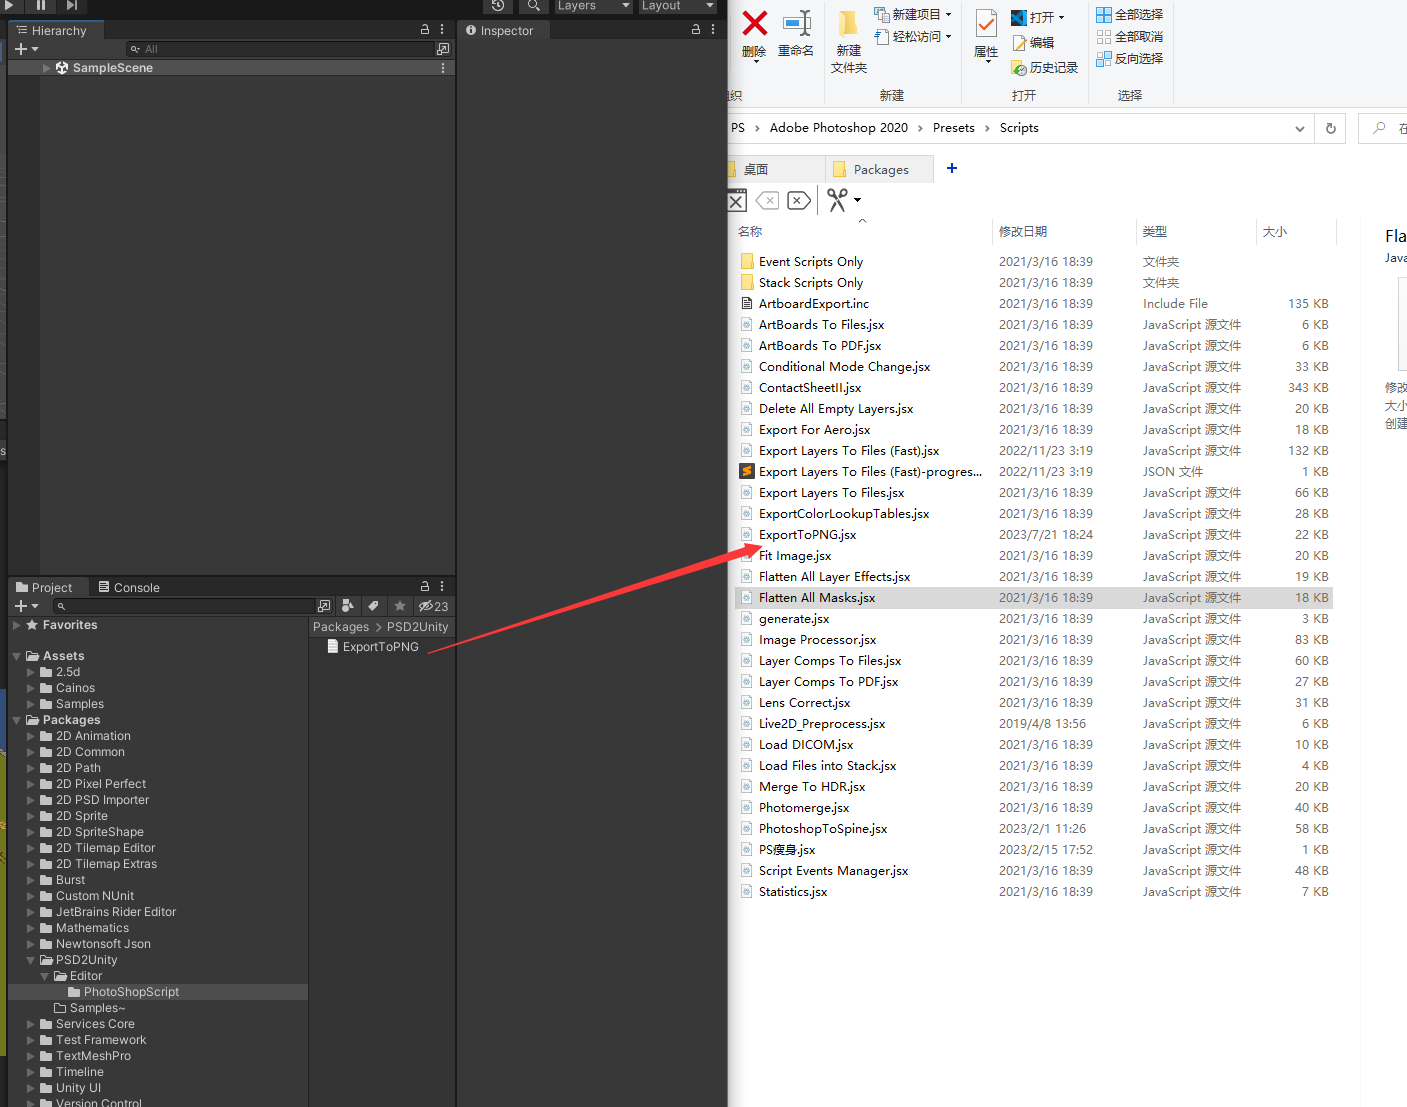 Layers
Layout
Hierarchy
All
SampleScene
Inspector
Project
Console
23
Favorites
Assets
2.5d
Cainos
Samples
Packages
2D Animation
2D Common
2D Path
2D Pixel Perfect
2D PSD Importer
2D Sprite
2D SpriteShape
2D Tilemap Editor
2D Tilemap Extras
Burst
Custom NUnit
JetBrains Rider Editor
Mathematics
Newtonsoft Json
PSD2Unity
Editor
PhotoShopScript
Samples~
Services Core
Test Framework
TextMeshPro
Timeline
Unity UI
Version Control
Packages > PSD2Unity
ExportToPNG
删除
重命名
新建
文件夹
新建项目
轻松访问
新建
属性
打开
编辑
历史记录
打开
全部选择
全部取消
反向选择
选择
组织
PS > Adobe Photoshop 2020 > Presets > Scripts
在
桌面
Packages
名称 修改日期 类型 大小
Event Scripts Only 2021/3/16 18:39 文件夹
Stack Scripts Only 2021/3/16 18:39 文件夹
ArtboardExport.inc 2021/3/16 18:39 Include File 135 KB
ArtBoards To Files.jsx 2021/3/16 18:39 JavaScript 源文件 6 KB
ArtBoards To PDF.jsx 2021/3/16 18:39 JavaScript 源文件 6 KB
Conditional Mode Change.jsx 2021/3/16 18:39 JavaScript 源文件 33 KB
ContactSheetII.jsx 2021/3/16 18:39 JavaScript 源文件 343 KB
Delete All Empty Layers.jsx 2021/3/16 18:39 JavaScript 源文件 20 KB
Export For Aero.jsx 2021/3/16 18:39 JavaScript 源文件 18 KB
Export Layers To Files (Fast).jsx 2022/11/23 3:19 JavaScript 源文件 132 KB
Export Layers To Files (Fast)-progres... 2022/11/23 3:19 JSON 文件 1 KB
Export Layers To Files.jsx 2021/3/16 18:39 JavaScript 源文件 66 KB
ExportColorLookupTables.jsx 2021/3/16 18:39 JavaScript 源文件 28 KB
ExportToPNG.jsx 2023/7/21 18:24 JavaScript 源文件 22 KB
Fit Image.jsx 2021/3/16 18:39 JavaScript 源文件 20 KB
Flatten All Layer Effects.jsx 2021/3/16 18:39 JavaScript 源文件 19 KB
Flatten All Masks.jsx 2021/3/16 18:39 JavaScript 源文件 18 KB
generate.jsx 2021/3/16 18:39 JavaScript 源文件 3 KB
Image Processor.jsx 2021/3/16 18:39 JavaScript 源文件 83 KB
Layer Comps To Files.jsx 2021/3/16 18:39 JavaScript 源文件 60 KB
Layer Comps To PDF.jsx 2021/3/16 18:39 JavaScript 源文件 27 KB
Lens Correct.jsx 2021/3/16 18:39 JavaScript 源文件 31 KB
Live2D_Preprocess.jsx 2019/4/8 13:56 JavaScript 源文件 6 KB
Load DICOM.jsx 2021/3/16 18:39 JavaScript 源文件 10 KB
Load Files into Stack.jsx 2021/3/16 18:39 JavaScript 源文件 4 KB
Merge To HDR.jsx 2021/3/16 18:39 JavaScript 源文件 20 KB
Photomerge.jsx 2021/3/16 18:39 JavaScript 源文件 40 KB
PhotoshopToSpine.jsx 2023/2/1 11:26 JavaScript 源文件 58 KB
PS瘦身.jsx 2023/2/15 17:52 JavaScript 源文件 1 KB
Script Events Manager.jsx 2021/3/16 18:39 JavaScript 源文件 48 KB
Statistics.jsx 2021/3/16 18:39 JavaScript 源文件 7 KB
Fla
Java
修改
大小
创建